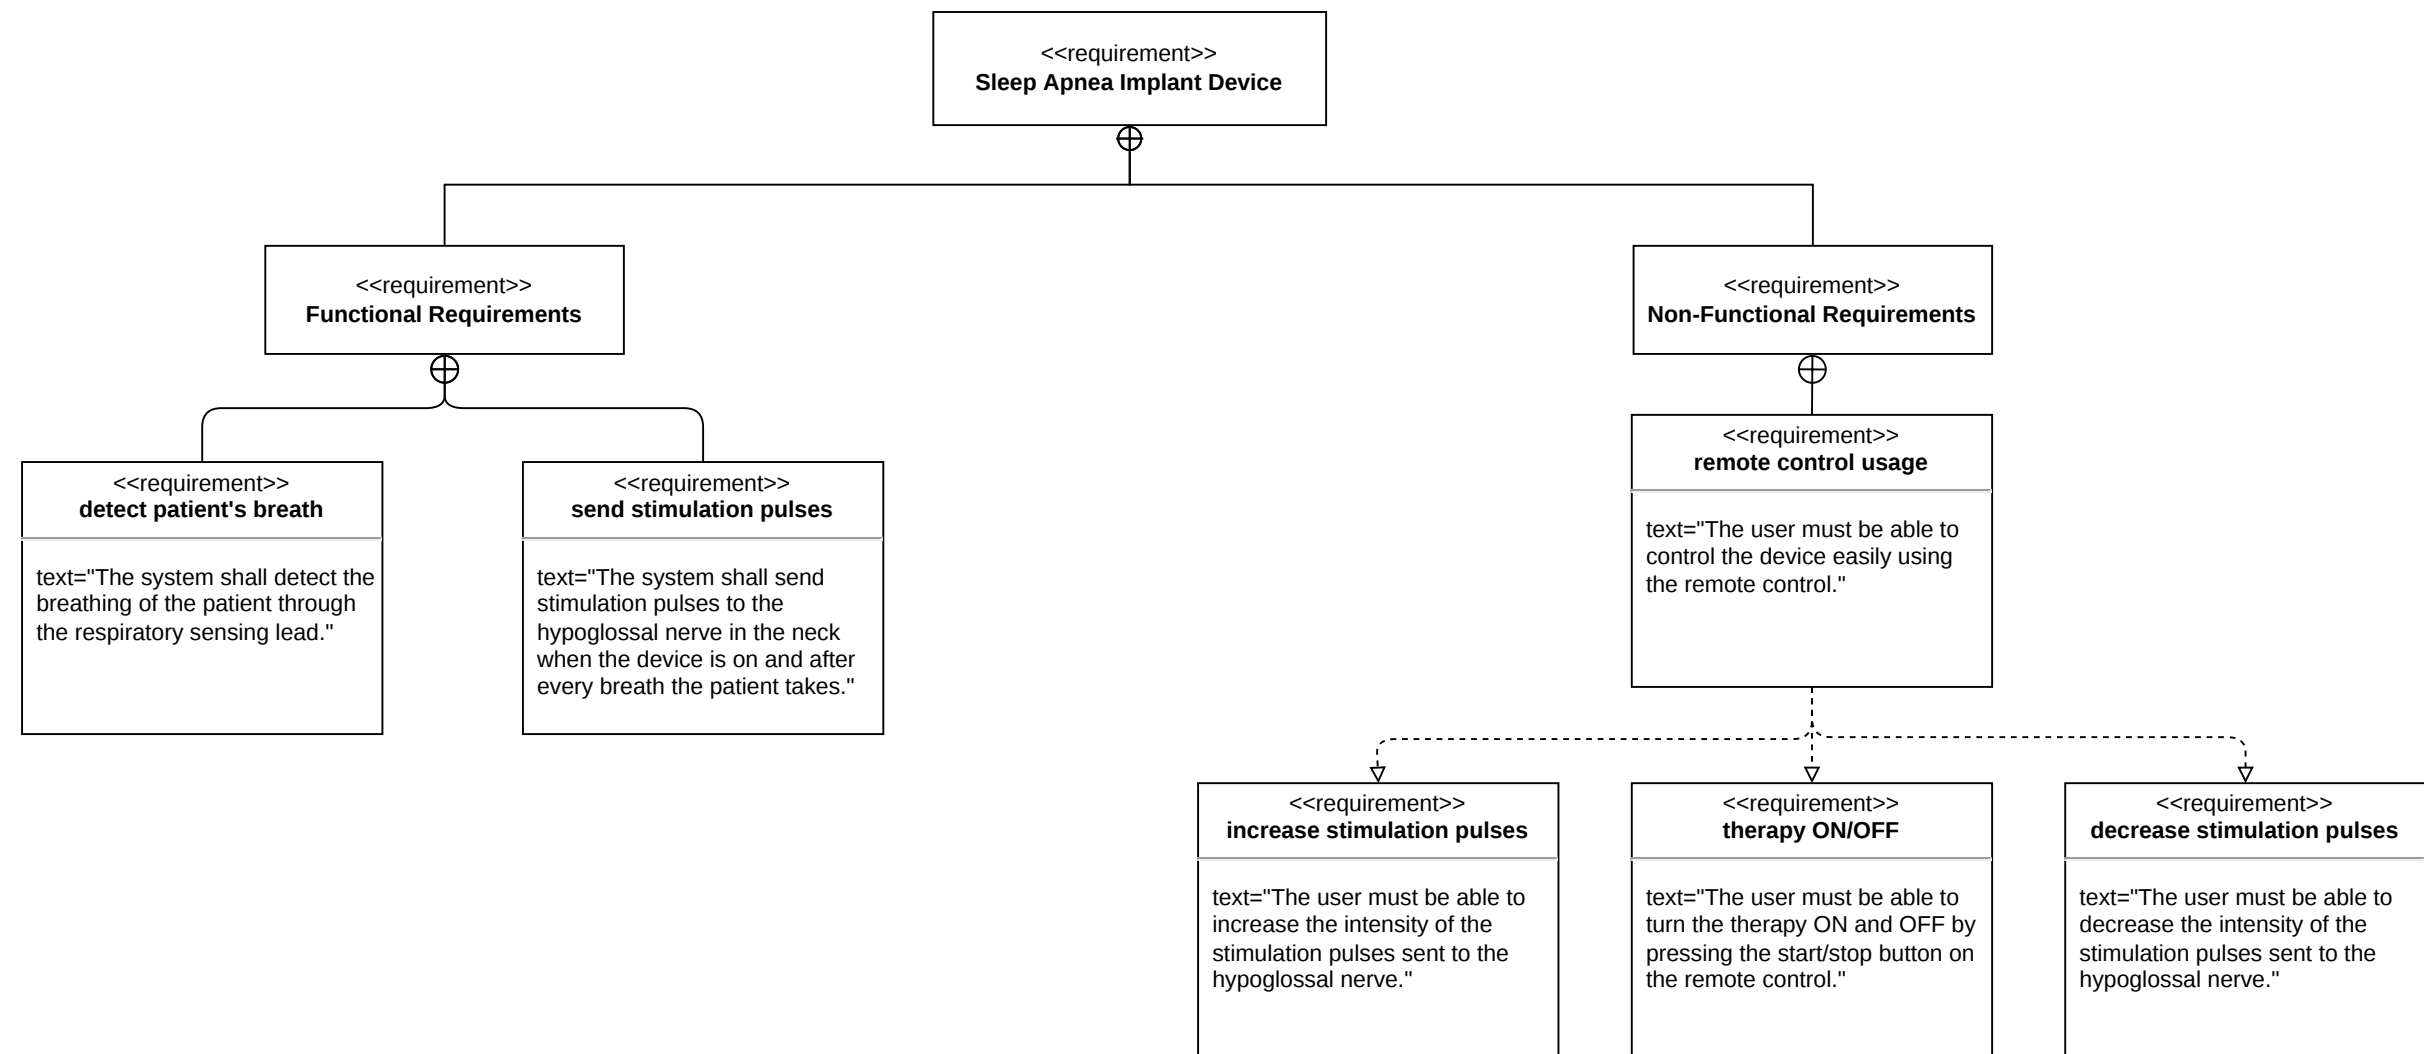 <<requirement>>
Sleep Apnea Implant Device
<<requirement>>
Functional Requirements
<<requirement>>
Non-Functional Requirements
<<requirement>>
detect patient's breath
text="The system shall detect the
breathing of the patient through
the respiratory sensing lead."
<<requirement>>
send stimulation pulses
text="The system shall send
stimulation pulses to the
hypoglossal nerve in the neck
when the device is on and after
every breath the patient takes."
<<requirement>>
remote control usage
text="The user must be able to
control the device easily using
the remote control."
<<requirement>>
increase stimulation pulses
text="The user must be able to
increase the intensity of the
stimulation pulses sent to the
hypoglossal nerve."
<<requirement>>
therapy ON/OFF
text="The user must be able to
turn the therapy ON and OFF by
pressing the start/stop button on
the remote control."
<<requirement>>
decrease stimulation pulses
text="The user must be able to
decrease the intensity of the
stimulation pulses sent to the
hypoglossal nerve."